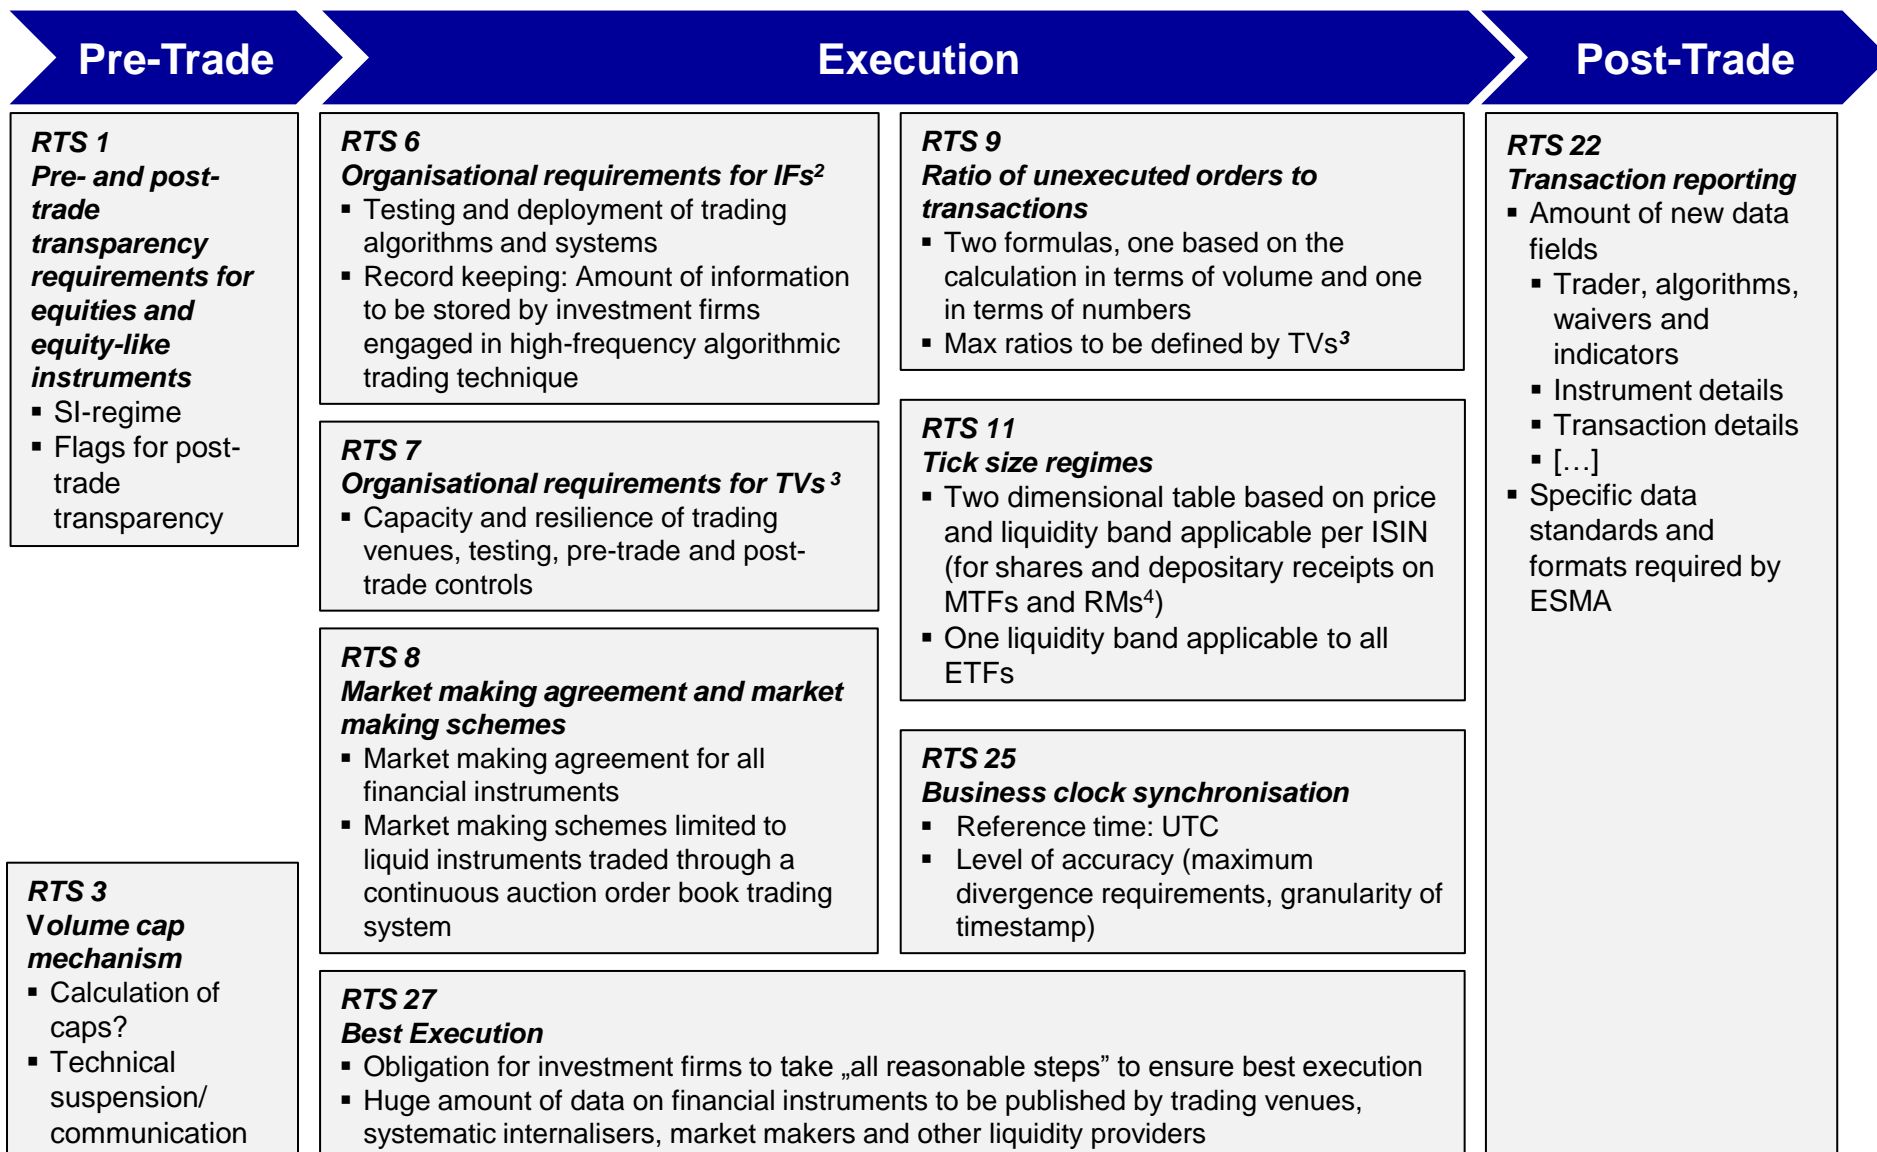 Pre-Trade
Execution
Post-Trade
RTS 1
Pre- and post-
trade
transparency
requirements for
equities and
equity-like
instruments
▪ SI-regime
▪ Flags for post-
trade
transparency
RTS 3
Volume cap
mechanism
▪ Calculation of
caps?
▪ Technical
suspension/
communication
RTS 6
Organisational requirements for IFs²
▪ Testing and deployment of trading
algorithms and systems
▪ Record keeping: Amount of information
to be stored by investment firms
engaged in high-frequency algorithmic
trading technique
RTS 7
Organisational requirements for TVs ³
▪ Capacity and resilience of trading
venues, testing, pre-trade and post-
trade controls
RTS 8
Market making agreement and market
making schemes
▪ Market making agreement for all
financial instruments
▪ Market making schemes limited to
liquid instruments traded through a
continuous auction order book trading
system
RTS 9
Ratio of unexecuted orders to
transactions
▪ Two formulas, one based on the
calculation in terms of volume and one
in terms of numbers
▪ Max ratios to be defined by TVs³
RTS 11
Tick size regimes
▪ Two dimensional table based on price
and liquidity band applicable per ISIN
(for shares and depositary receipts on
MTFs and RMs⁴)
▪ One liquidity band applicable to all
ETFs
RTS 25
Business clock synchronisation
▪ Reference time: UTC
▪ Level of accuracy (maximum
divergence requirements, granularity of
timestamp)
RTS 27
Best Execution
▪ Obligation for investment firms to take „all reasonable steps” to ensure best execution
▪ Huge amount of data on financial instruments to be published by trading venues,
systematic internalisers, market makers and other liquidity providers
RTS 22
Transaction reporting
▪ Amount of new data
fields
▪ Trader, algorithms,
waivers and
indicators
▪ Instrument details
▪ Transaction details
▪ […]
▪ Specific data
standards and
formats required by
ESMA